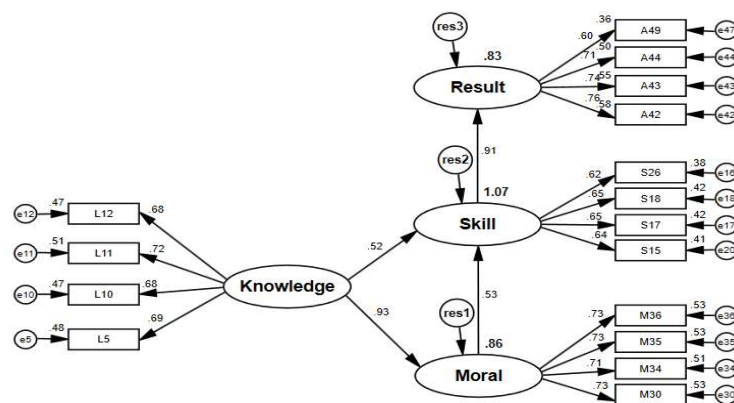 res3
.36
A49
e47
.60
.83
.50
.71
A44
e44
Result
.74
.55
A43
e43
.76
.58
A42
e42
.91
res2
1.07
.62
S26
.38
e16
.65
S18
.42
e18
Skill
.65
S17
.42
e17
.64
S15
.41
e20
e12
.47
L12
.68
e11
.51
L11
.72
.52
Knowledge
e10
.47
L10
.68
.53
e5
.48
L5
.69
.93
res1
.86
.73
M36
.53
e36
.73
M35
.53
e35
Moral
.71
M34
.51
e34
.73
M30
.53
e30